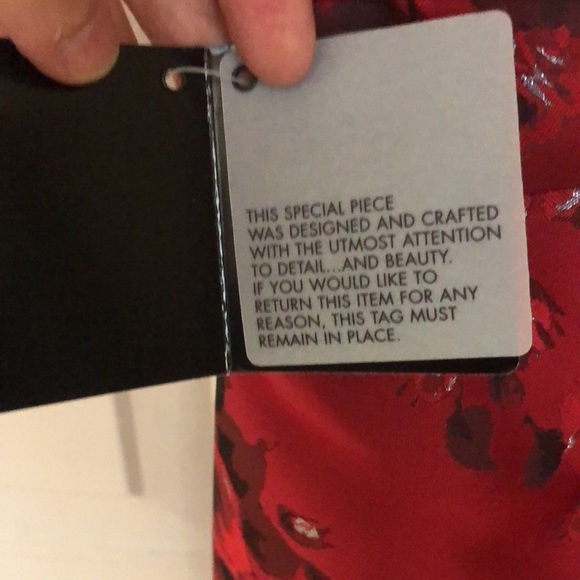 THIS SPECIAL PIECE
WAS DESIGNED AND CRAFTED
WITH THE UTMOST ATTENTION
TO DETAIL...AND BEAUTY.
IF YOU WOULD LIKE TO
RETURN THIS ITEM FOR ANY
REASON, THIS TAG MUST
REMAIN IN PLACE.